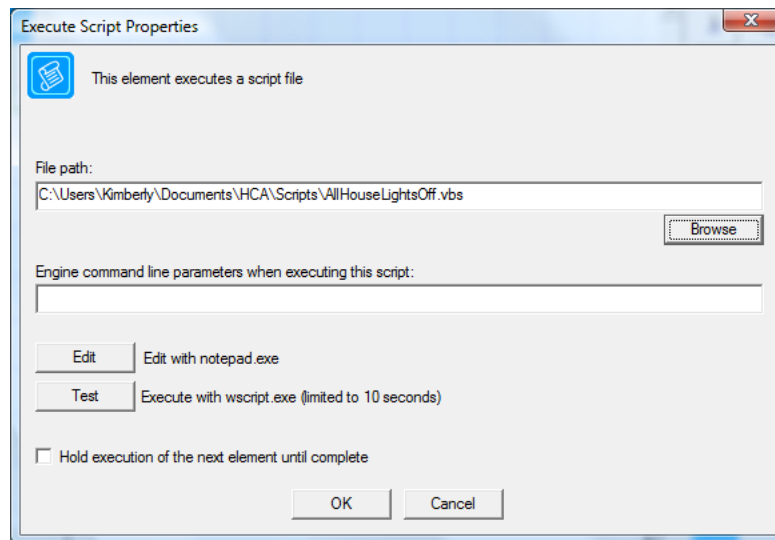 Execute Script Properties
This element executes a script file
File path:
C:\Users\Kimberly\Documents\HCA\Scripts\AllHouseLightsOff.vbs
Browse
Engine command line parameters when executing this script:
Edit Edit with notepad.exe
Test Execute with wscript.exe (limited to 10 seconds)
Hold execution of the next element until complete
OK Cancel